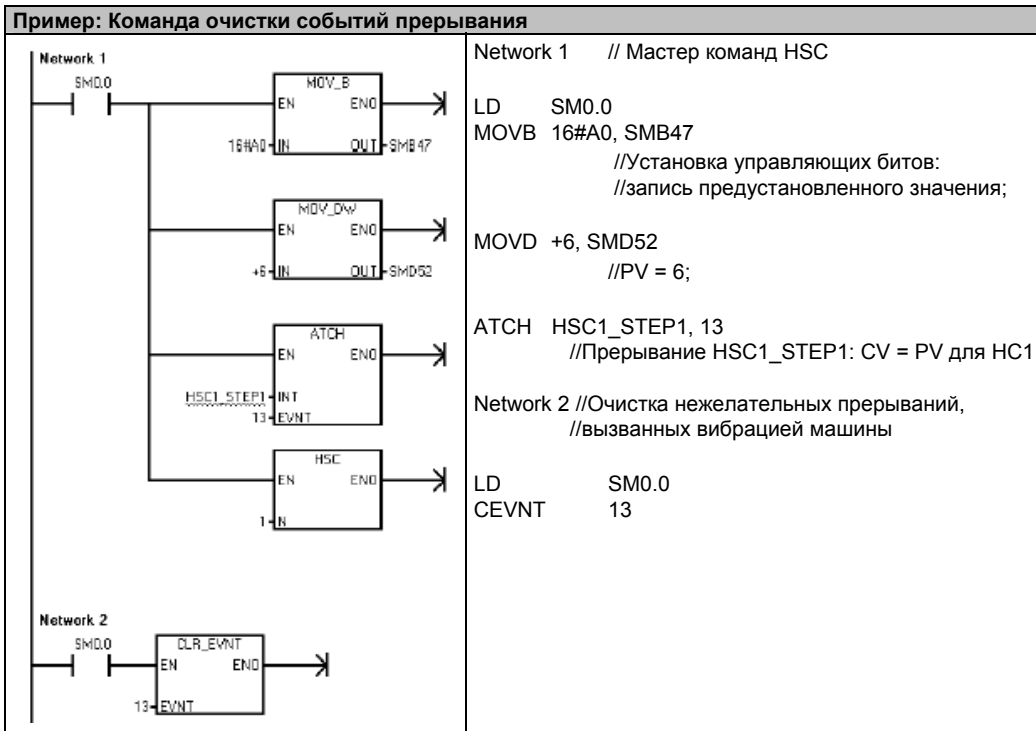 Пример: Команда очистки событий прерывания
Network 1
SM0.0
MOV_B
EN ENO
16#A0 IN OUT SMB47
MOV_DW
EN ENO
+6 IN OUT SMD52
ATCH
EN ENO
HSC1_STEP1 INT
13 EVNT
HSC
EN ENO
1 N
Network 2
SM0.0
CLR_EVNT
EN ENO
13 EVNT
Network 1 // Мастер команд HSC
LD SM0.0
MOVB 16#A0, SMB47
//Установка управляющих битов:
//запись предустановленного значения;
MOVD +6, SMD52
//PV = 6;
ATCH HSC1_STEP1, 13
//Прерывание HSC1_STEP1: CV = PV для HC1
Network 2 //Очистка нежелательных прерываний,
//вызванных вибрацией машины
LD SM0.0
CEVNT 13